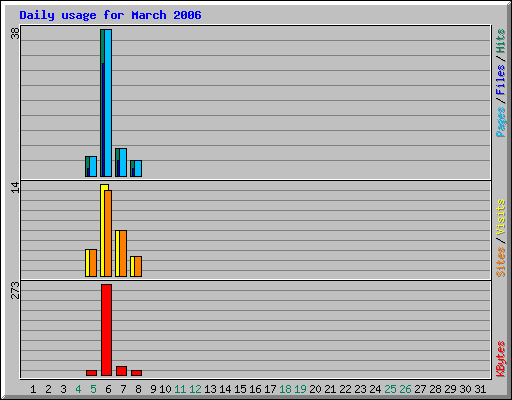 Daily usage for March 2006
38
14
273
Pages/Files/Hits
Sites/Visits
KBytes
1 2 3 4 5 6 7 8 9 10 11 12 13 14 15 16 17 18 19 20 21 22 23 24 25 26 27 28 29 30 31